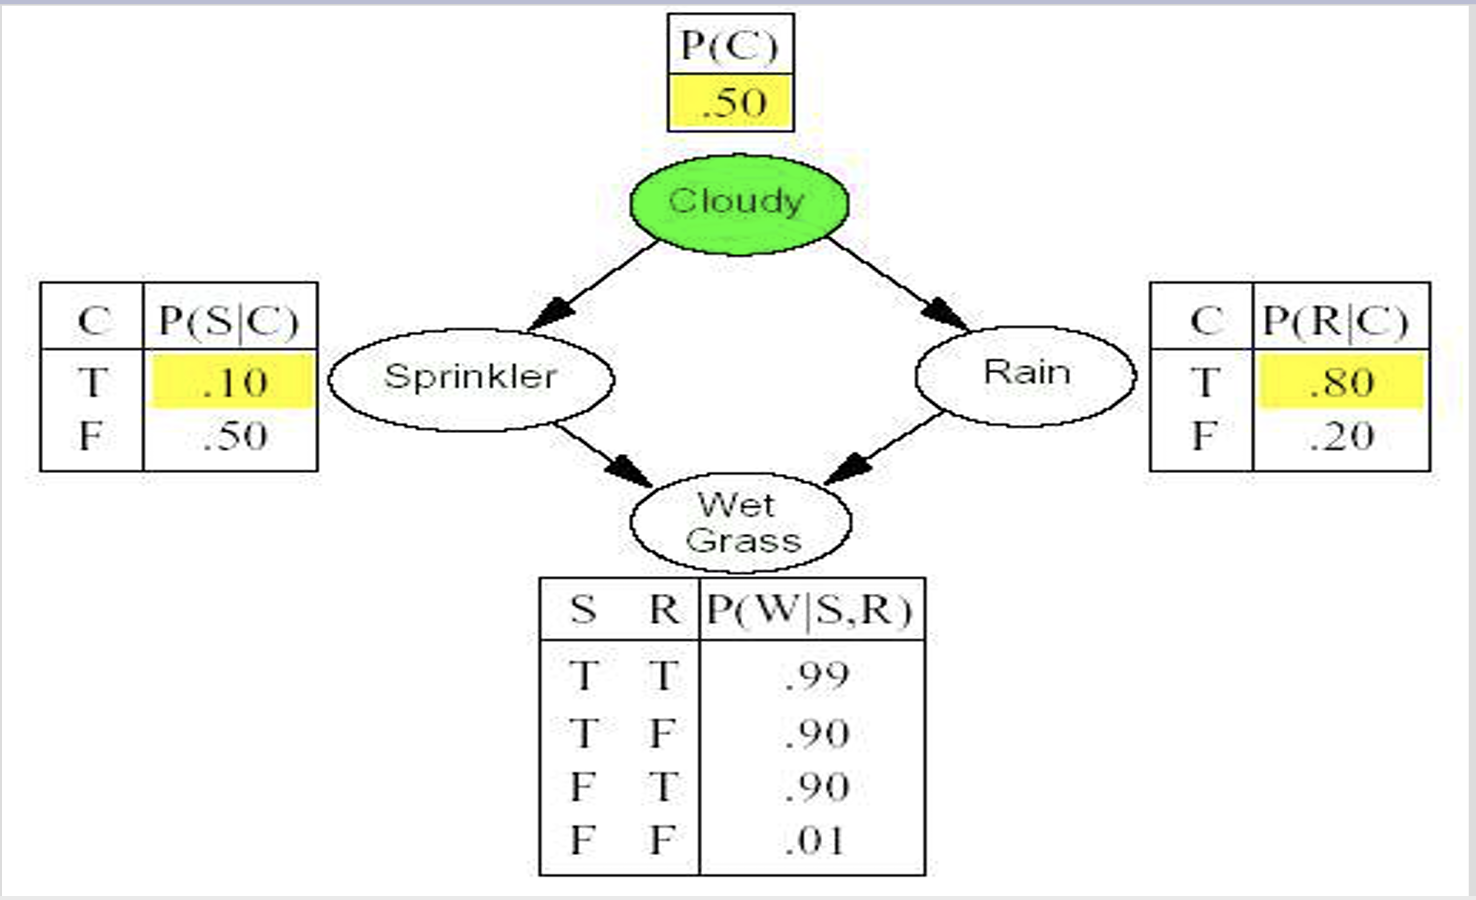 P(C)
.50
Cloudy
C P(S|C)
T .10
F .50
Sprinkler
Rain
C P(R|C)
T .80
F .20
Wet
Grass
S R P(W|S,R)
T T .99
T F .90
F T .90
F F .01